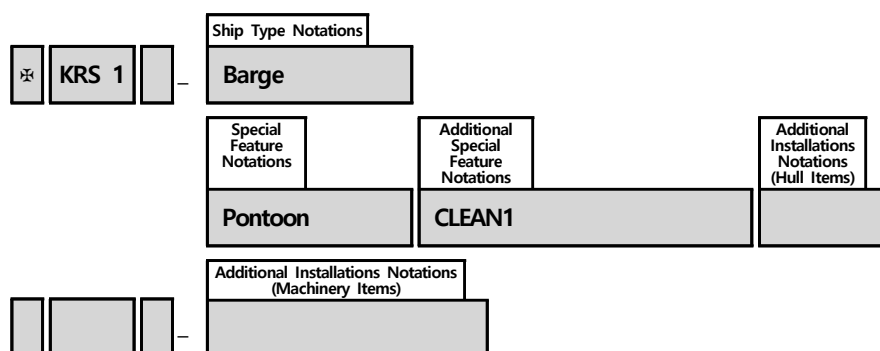 Ship Type Notations
✠ KRS 1 – Barge
Special
Feature
Notations
Additional
Special
Feature
Notations
Additional
Installations
Notations
(Hull Items)
Pontoon CLEAN1
Additional Installations Notations
(Machinery Items)
–